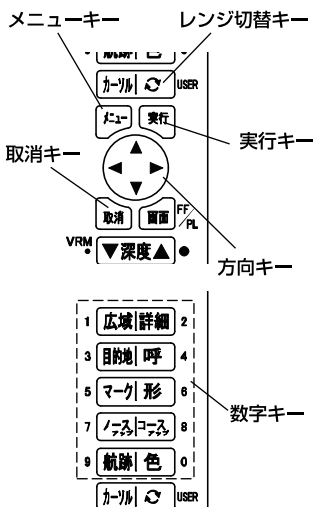 メニューキー
レンジ切替キー
航跡 色
カーソル USER
メニュー 実行
実行キー
取消キー
取消 画面 FF/PL
VRM
▼深度▲
方向キー
1 広域 詳細 2
3 目的地 呼 4
5 マーク 形 6
7 ノースアップ コースアップ 8
数字キー
9 航跡 色 0
カーソル USER